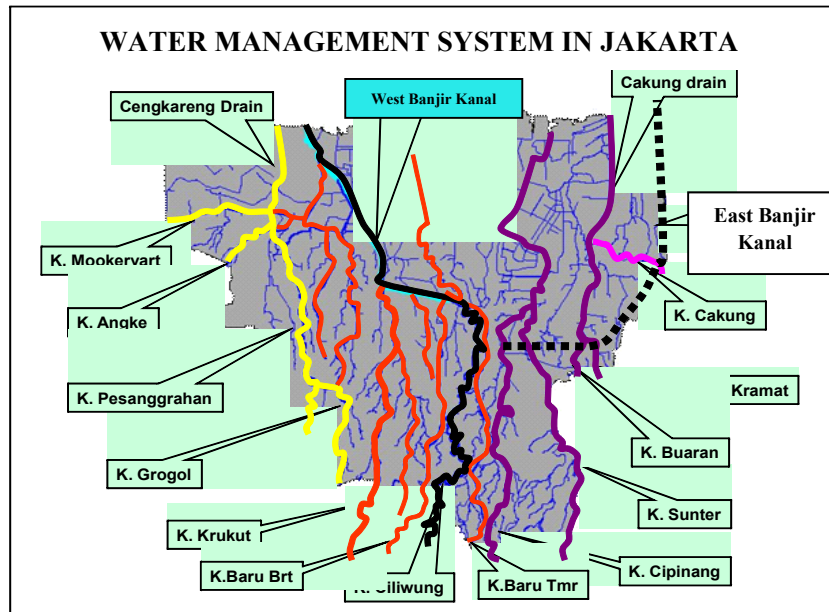 WATER MANAGEMENT SYSTEM IN JAKARTA
Cengkareng Drain
West Banjir Kanal
Cakung drain
East Banjir
Kanal
K. Mookervart
K. Angke
K. Cakung
K. Pesanggrahan
Kramat
K. Buaran
K. Grogol
K. Sunter
K. Krukut
K.Baru Brt
K. Ciliwung
K.Baru Tmr
K. Cipinang